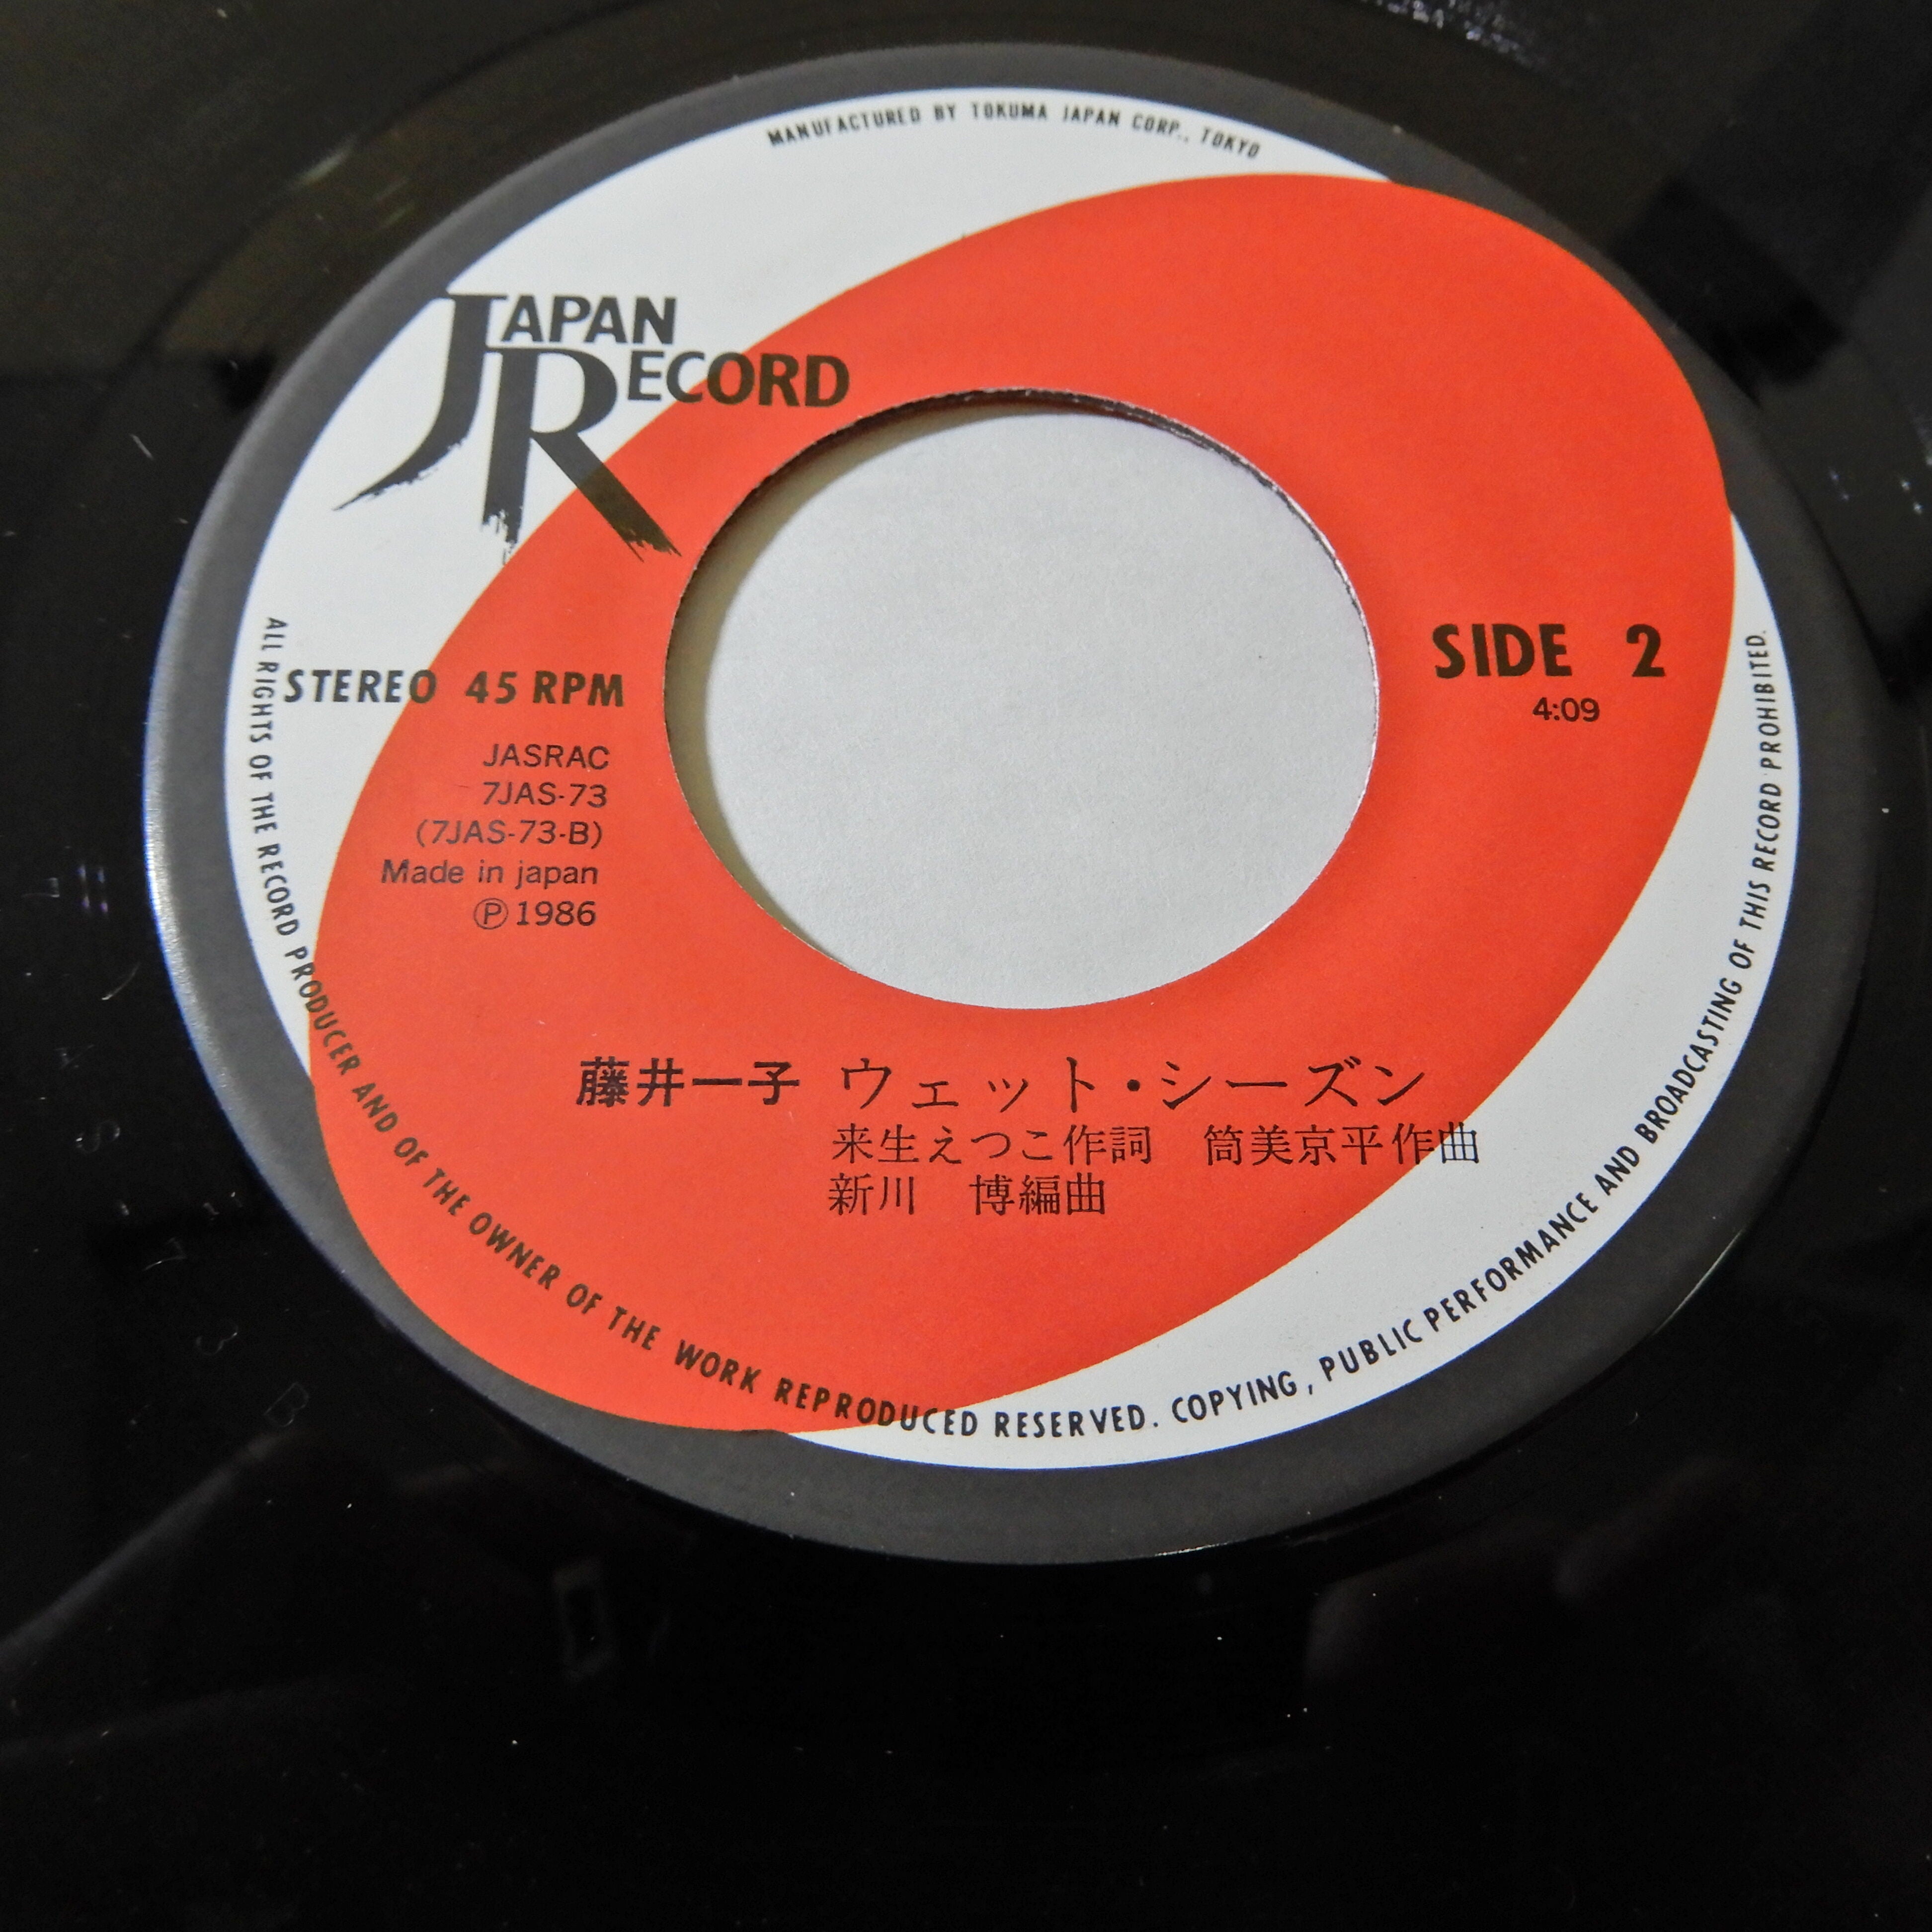 MANUFACTURED BY TOKUMA JAPAN CORP., TOKYO
JAPAN
RECORD
STEREO 45 RPM
SIDE 2
4:09
JASRAC
7JAS-73
(7JAS-73-B)
Made in japan
Ⓟ1986
藤井一子 ウェット・シーズン
来生えつこ作詞 筒美京平作曲
新川 博編曲
ALL RIGHTS OF THE RECORD PRODUCER AND OF THE OWNER OF THE WORK REPRODUCED RESERVED. COPYING, PUBLIC PERFORMANCE AND BROADCASTING OF THIS RECORD PROHIBITED.